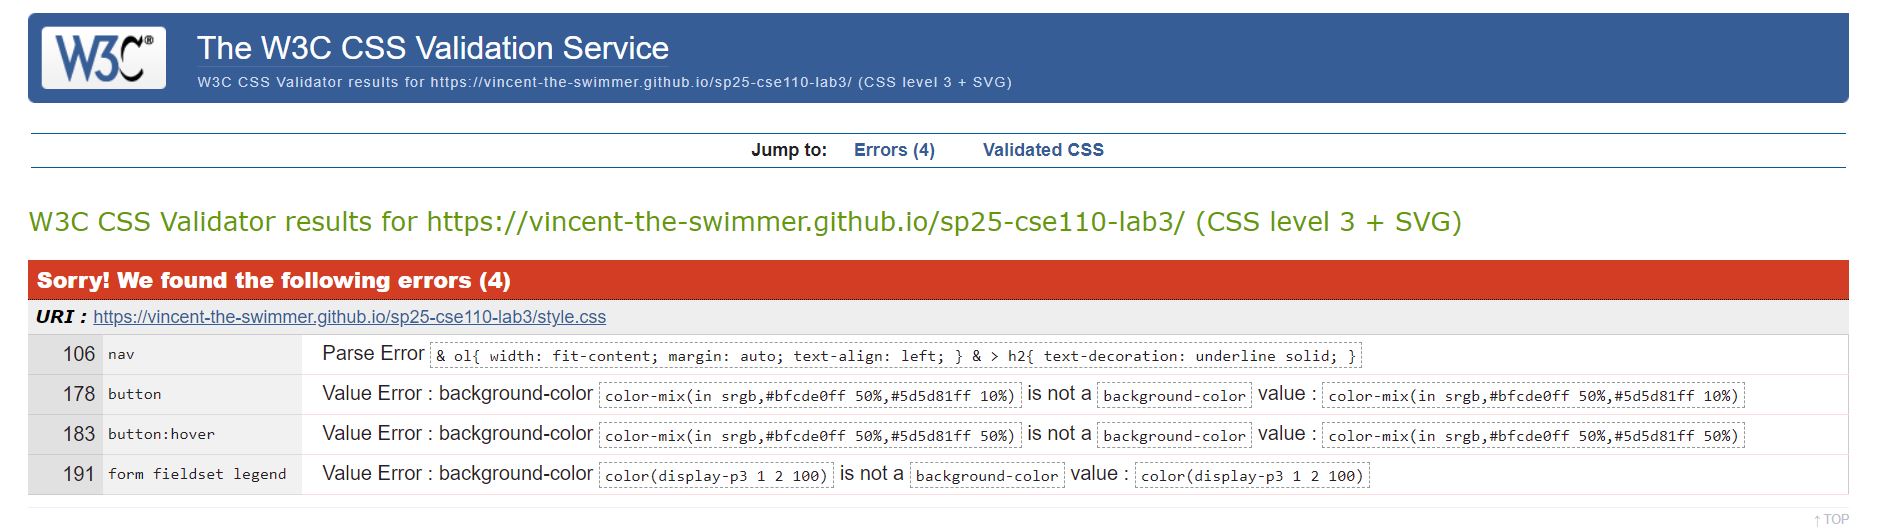 W3C®
The W3C CSS Validation Service
W3C CSS Validator results for https://vincent-the-swimmer.github.io/sp25-cse110-lab3/ (CSS level 3 + SVG)
Jump to: Errors (4) Validated CSS
W3C CSS Validator results for https://vincent-the-swimmer.github.io/sp25-cse110-lab3/ (CSS level 3 + SVG)
Sorry! We found the following errors (4)
URI : https://vincent-the-swimmer.github.io/sp25-cse110-lab3/style.css
106 nav Parse Error & ol{ width: fit-content; margin: auto; text-align: left; } & > h2{ text-decoration: underline solid; }
178 button Value Error : background-color color-mix(in srgb,#bfcde0ff 50%,#5d5d81ff 10%) is not a background-color value : color-mix(in srgb,#bfcde0ff 50%,#5d5d81ff 10%)
183 button:hover Value Error : background-color color-mix(in srgb,#bfcde0ff 50%,#5d5d81ff 50%) is not a background-color value : color-mix(in srgb,#bfcde0ff 50%,#5d5d81ff 50%)
191 form fieldset legend Value Error : background-color color(display-p3 1 2 100) is not a background-color value : color(display-p3 1 2 100)
↑ TOP